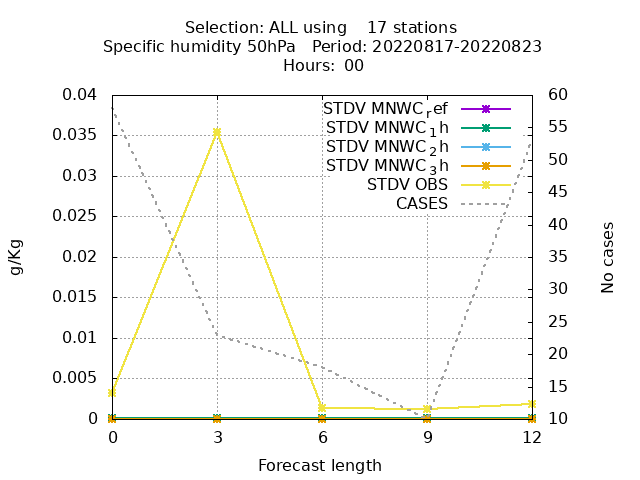 Selection: ALL using    17 stations
Specific humidity 50hPa   Period: 20220817-20220823
Hours: 00
0.04
0.035
0.03
0.025
0.02
0.015
0.01
0.005
0
60
55
50
45
40
35
30
25
20
15
10
0
3
6
9
12
g/Kg
No cases
Forecast length
STDV MNWC_ref
STDV MNWC_1h
STDV MNWC_2h
STDV MNWC_3h
STDV OBS
CASES